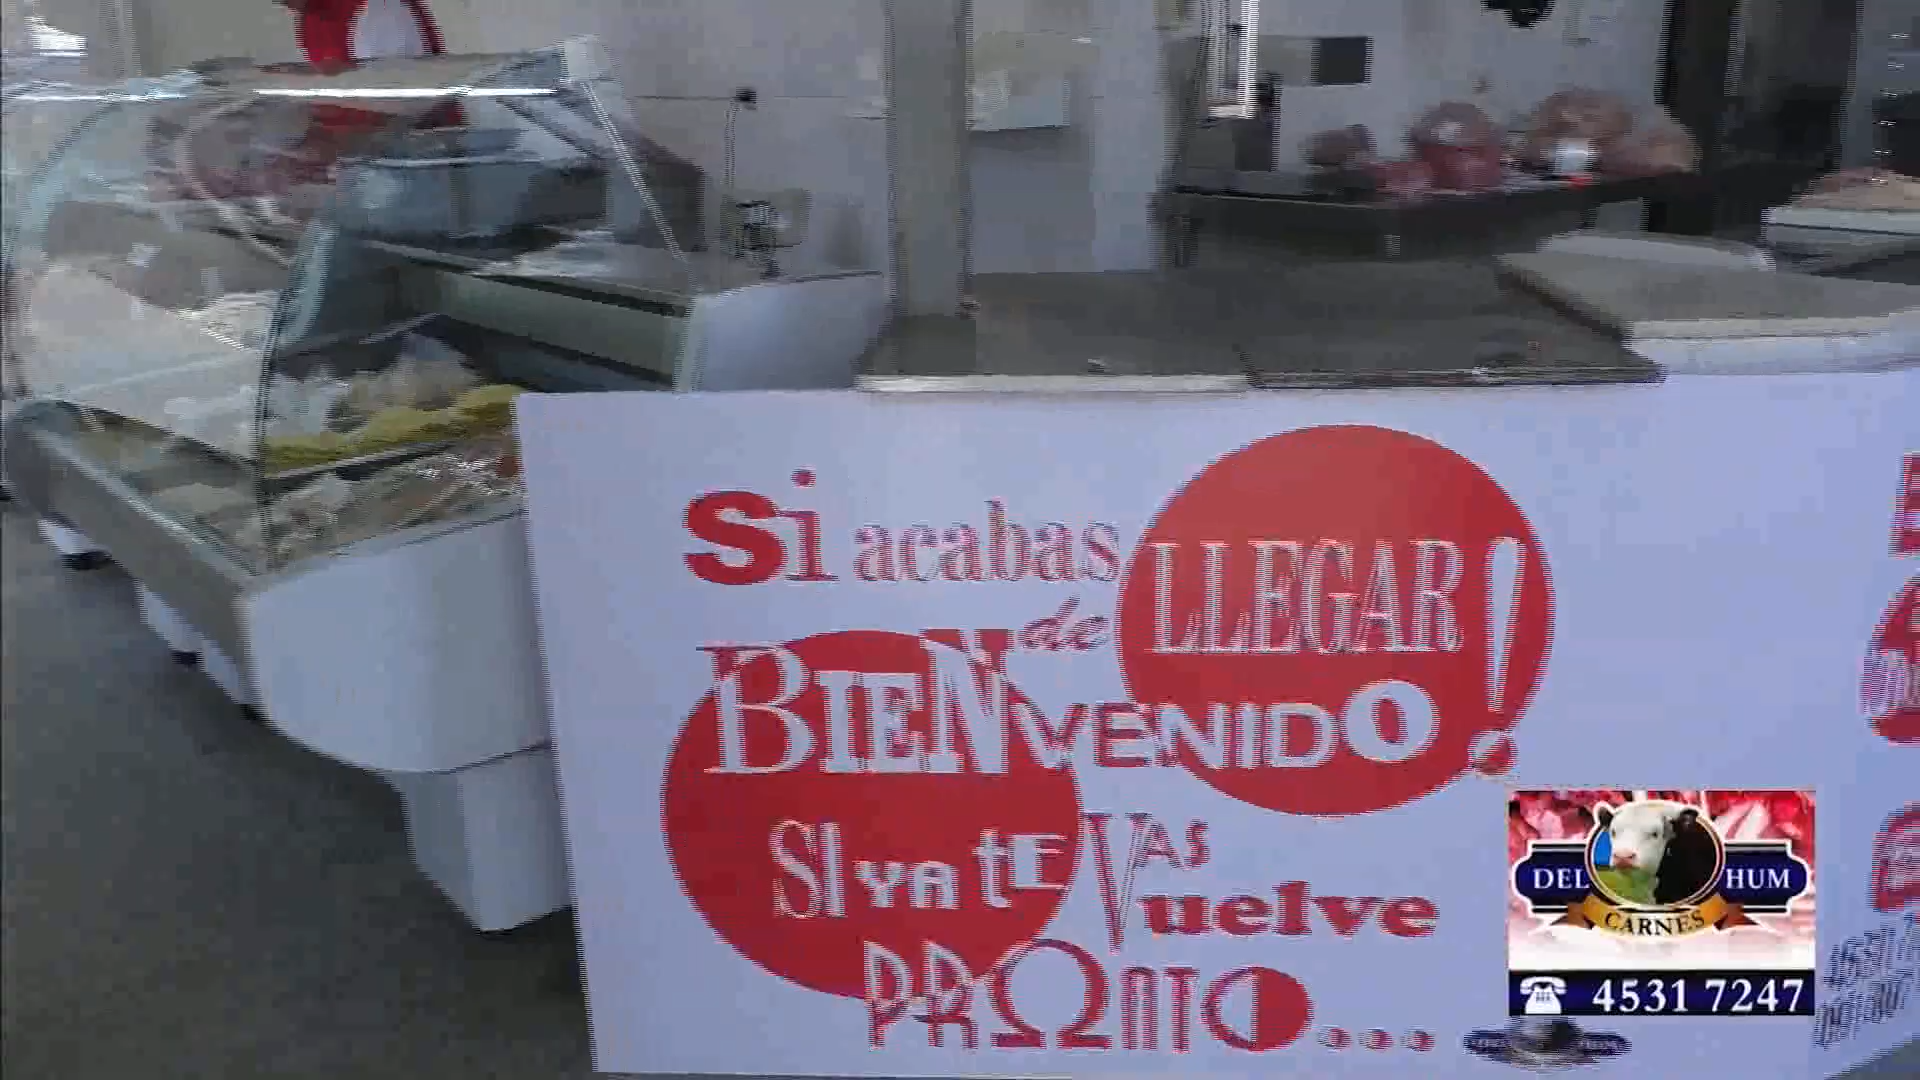 Si acabas
de LLEGAR
BIENVENIDO!
SI YA tE VAS
Vuelve
PRONTO...
DEL HUM
CARNES
4531 7247